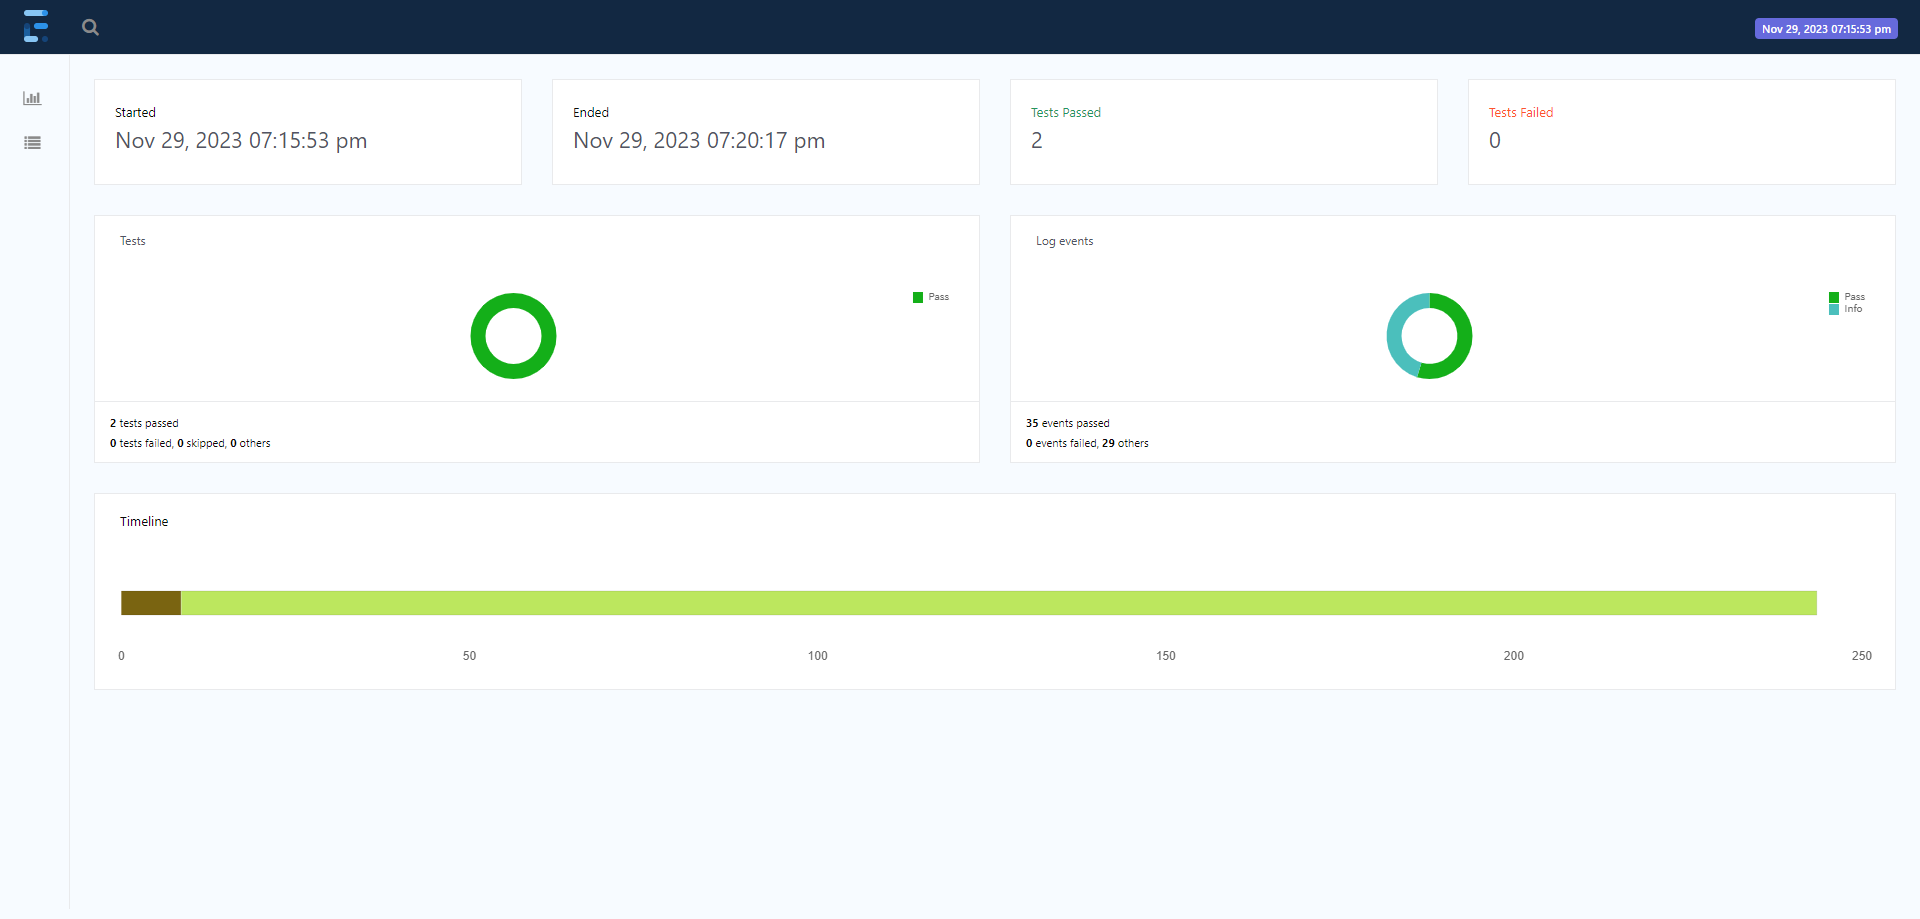 Nov 29, 2023 07:15:53 pm
Started
Nov 29, 2023 07:15:53 pm
Ended
Nov 29, 2023 07:20:17 pm
Tests Passed
2
Tests Failed
0
Tests
Pass
2 tests passed
0 tests failed, 0 skipped, 0 others
Log events
Pass
Info
35 events passed
0 events failed, 29 others
Timeline
0 50 100 150 200 250